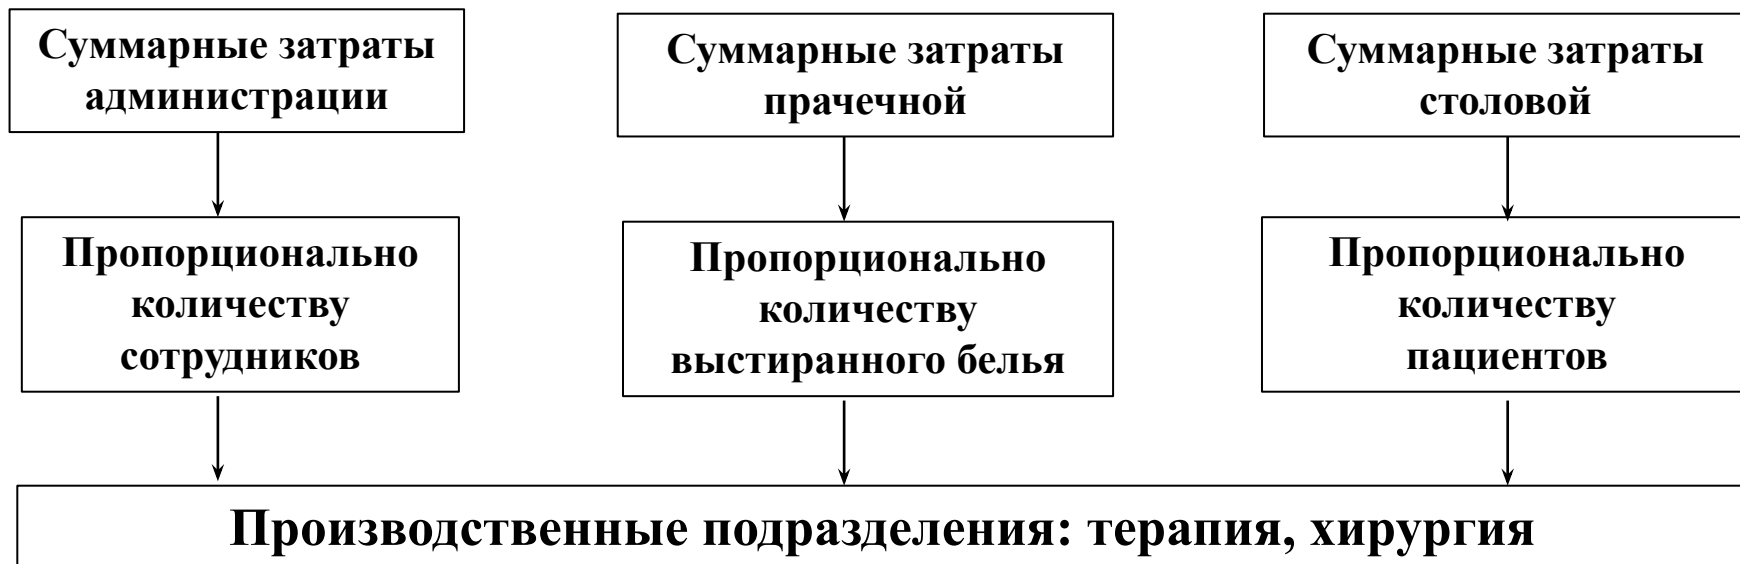 Суммарные затраты
администрации
Суммарные затраты
прачечной
Суммарные затраты
столовой
Пропорционально
количеству
сотрудников
Пропорционально
количеству
выстиранного белья
Пропорционально
количеству
пациентов
Производственные подразделения: терапия, хирургия